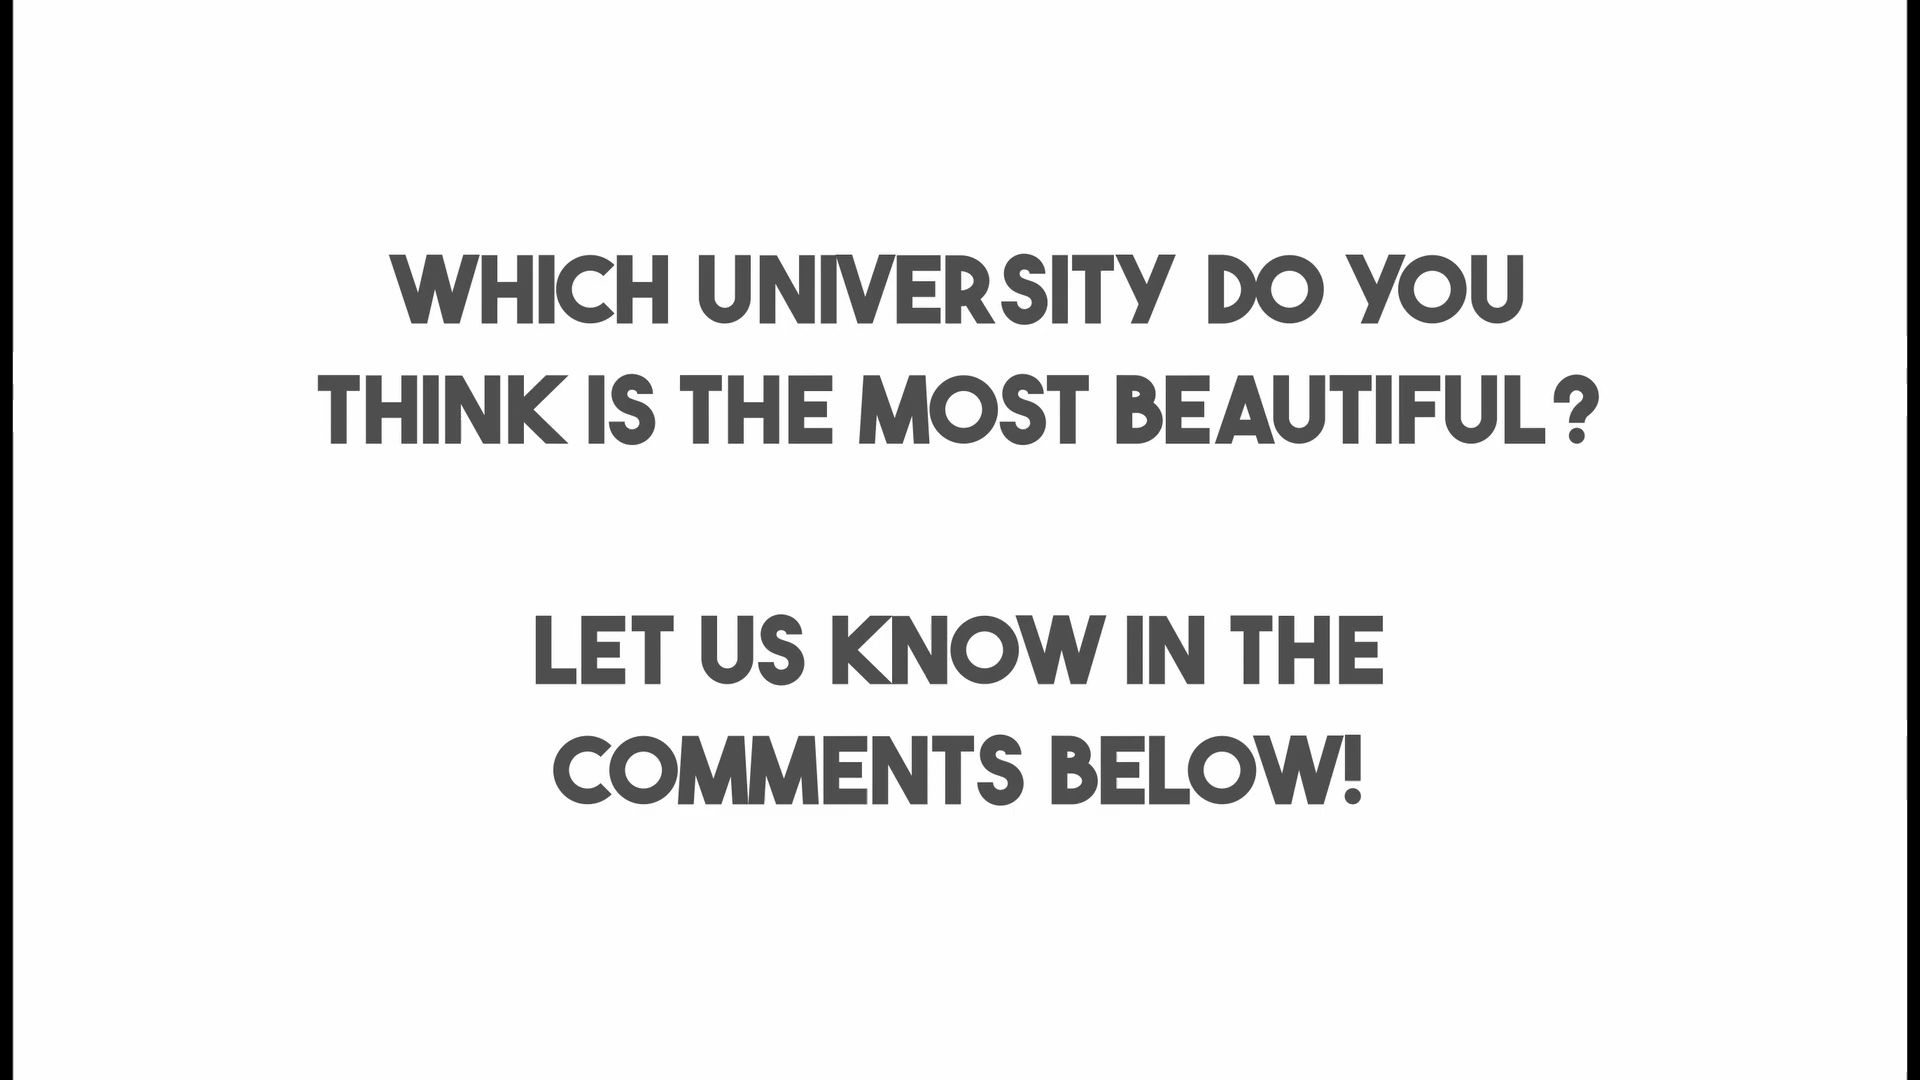 WHICH UNIVERSITY DO YOU
THINK IS THE MOST BEAUTIFUL?
LET US KNOW IN THE
COMMENTS BELOW!